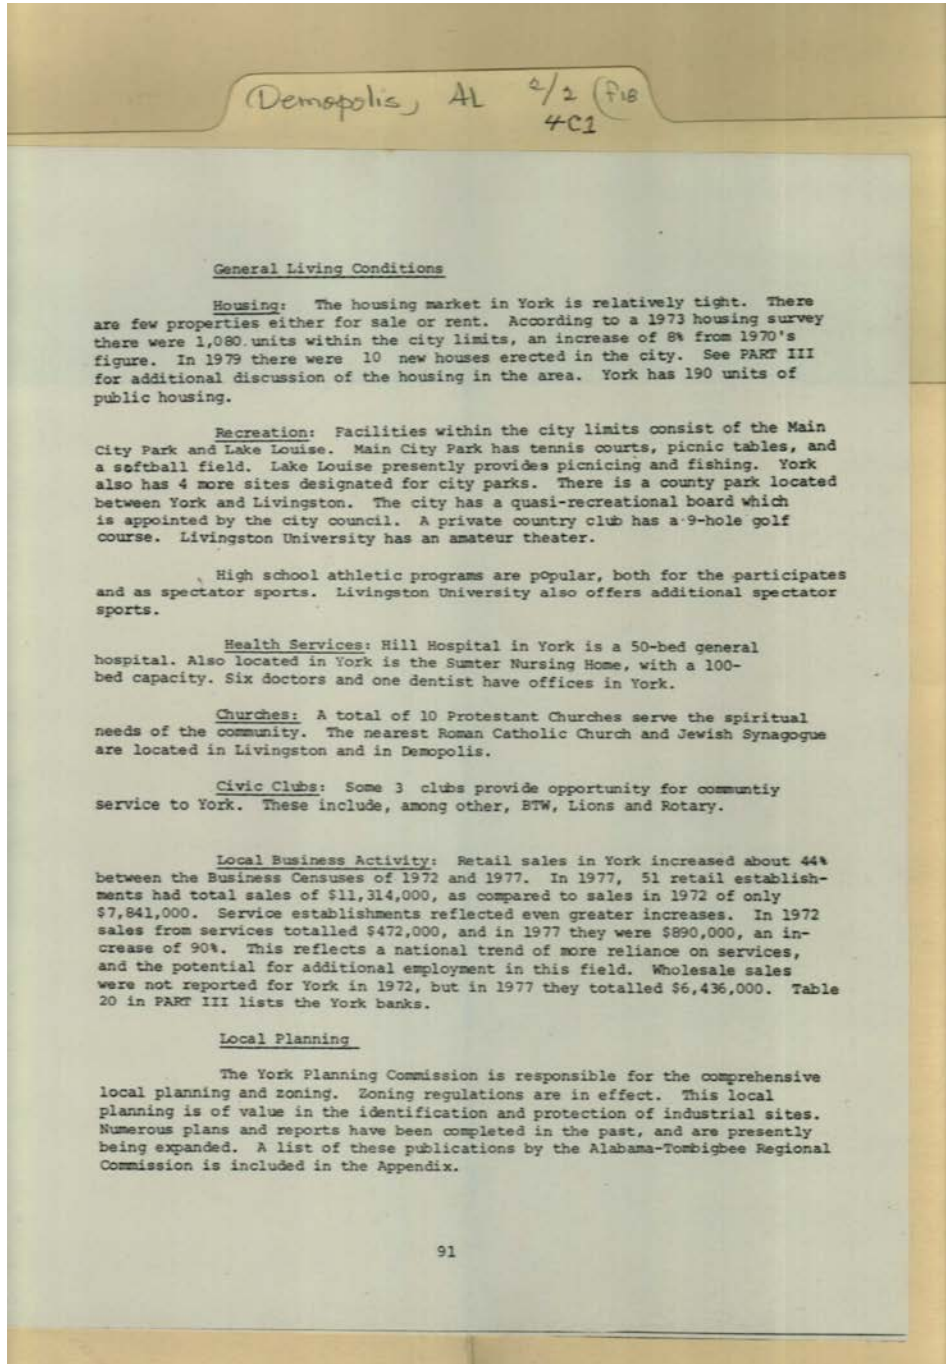 Demopolis, AL 2/2 (F18
4C1
General Living Conditions
Housing: The housing market in York is relatively tight. There
are few properties either for sale or rent. According to a 1973 housing survey
there were 1,080 units within the city limits, an increase of 8% from 1970's
figure. In 1979 there were 10 new houses erected in the city. See PART III
for additional discussion of the housing in the area. York has 190 units of
public housing.
Recreation: Facilities within the city limits consist of the Main
City Park and Lake Louise. Main City Park has tennis courts, picnic tables, and
a softball field. Lake Louise presently provides picnicing and fishing. York
also has 4 more sites designated for city parks. There is a county park located
between York and Livingston. The city has a quasi-recreational board which
is appointed by the city council. A private country club has a 9-hole golf
course. Livingston University has an amateur theater.
High school athletic programs are popular, both for the participates
and as spectator sports. Livingston University also offers additional spectator
sports.
Health Services: Hill Hospital in York is a 50-bed general
hospital. Also located in York is the Sumter Nursing Home, with a 100-
bed capacity. Six doctors and one dentist have offices in York.
Churches: A total of 10 Protestant Churches serve the spiritual
needs of the community. The nearest Roman Catholic Church and Jewish Synagogue
are located in Livingston and in Demopolis.
Civic Clubs: Some 3 clubs provide opportunity for communtiy
service to York. These include, among other, BTW, Lions and Rotary.
Local Business Activity: Retail sales in York increased about 44%
between the Business Censuses of 1972 and 1977. In 1977, 51 retail establish-
ments had total sales of $11,314,000, as compared to sales in 1972 of only
$7,841,000. Service establishments reflected even greater increases. In 1972
sales from services totalled $472,000, and in 1977 they were $890,000, an in-
crease of 90%. This reflects a national trend of more reliance on services,
and the potential for additional employment in this field. Wholesale sales
were not reported for York in 1972, but in 1977 they totalled $6,436,000. Table
20 in PART III lists the York banks.
Local Planning
The York Planning Commission is responsible for the comprehensive
local planning and zoning. Zoning regulations are in effect. This local
planning is of value in the identification and protection of industrial sites.
Numerous plans and reports have been completed in the past, and are presently
being expanded. A list of these publications by the Alabama-Tombigbee Regional
Commission is included in the Appendix.
91